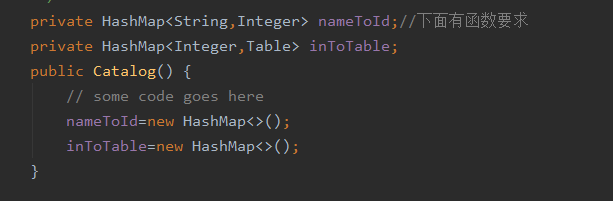 private HashMap<String,Integer> nameToId;//下面有函数要求
private HashMap<Integer,Table> inToTable;
public Catalog() {
// some code goes here
nameToId=new HashMap<>();
inToTable=new HashMap<>();
}